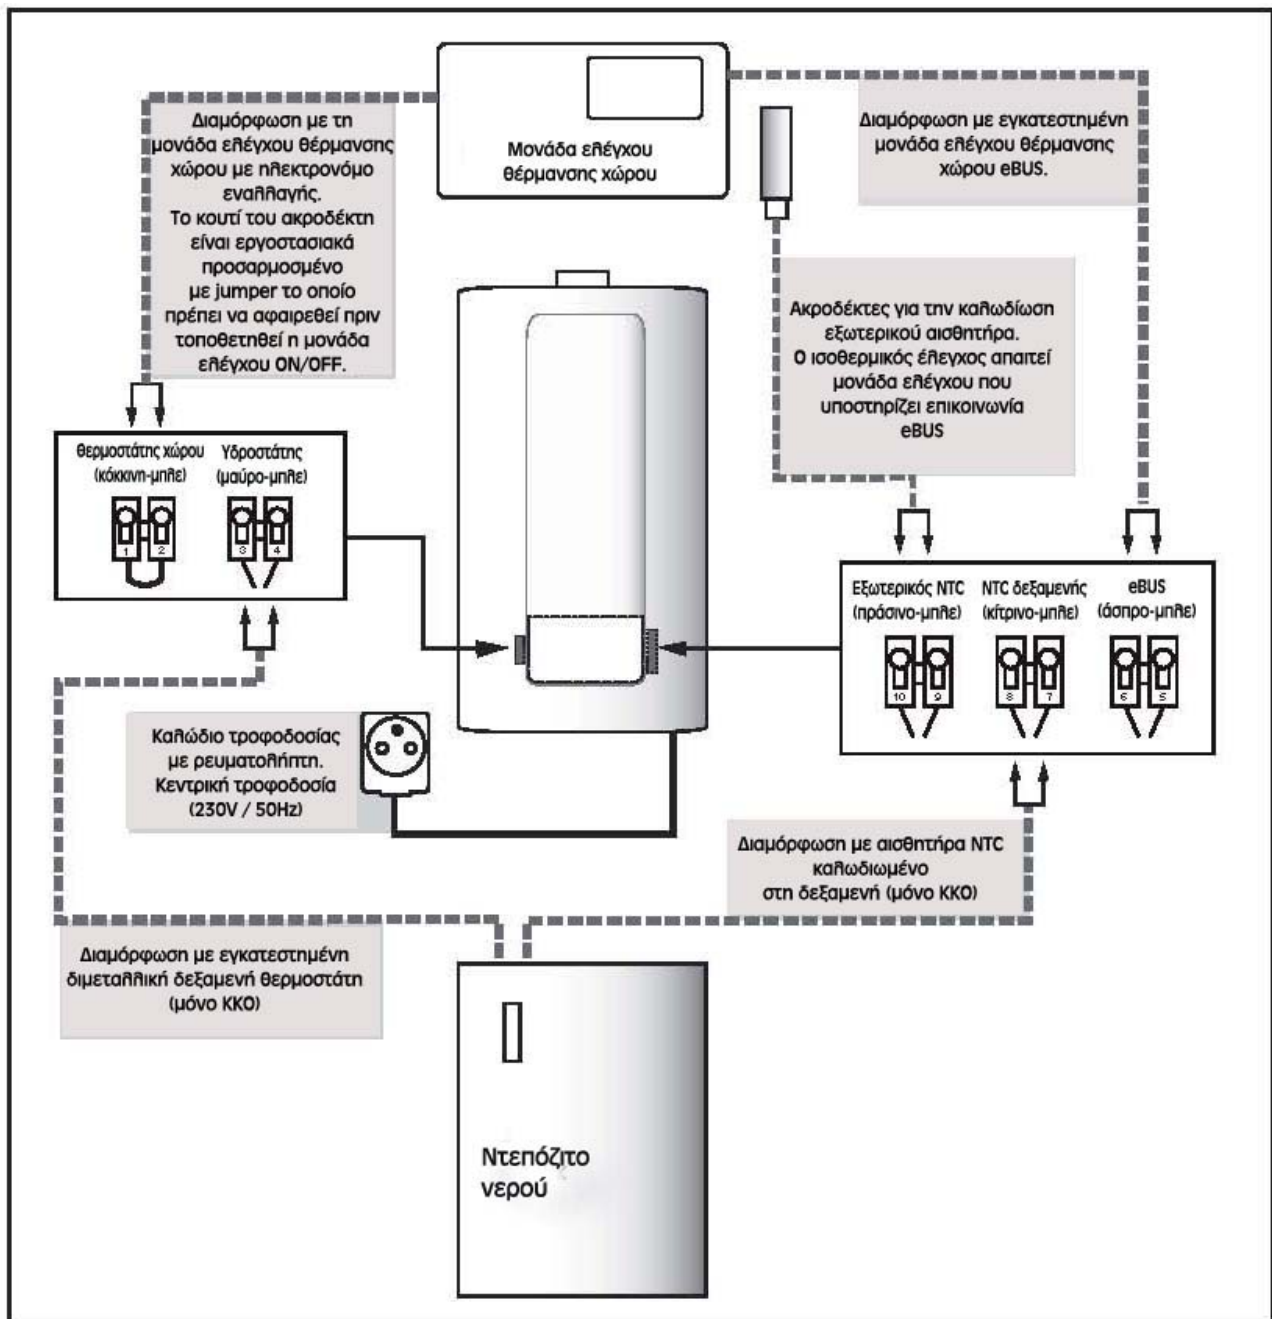 Μονάδα ελέγχου
θέρμανσης χώρου
Διαμόρφωση με τη
μονάδα ελέγχου θέρμανσης
χώρου με ηλεκτρονόμο
εναλλαγής.
Το κουτί του ακροδέκτη
είναι εργοστασιακά
προσαρμοσμένο
με jumper το οποίο
πρέπει να αφαιρεθεί πριν
τοποθετηθεί η μονάδα
ελέγχου ON/OFF.
Διαμόρφωση με εγκατεστημένη
μονάδα ελέγχου θέρμανσης
χώρου eBUS.
Ακροδέκτες για την καλωδίωση
εξωτερικού αισθητήρα.
Ο ισοθερμικός έλεγχος απαιτεί
μονάδα ελέγχου που
υποστηρίζει επικοινωνία
eBUS
θερμοστάτης χώρου
(κόκκινη-μπλε)
1 2
Υδροστάτης
(μαύρο-μπλε)
3 4
Εξωτερικός NTC
(πράσινο-μπλε)
10 9
NTC δεξαμενής
(κίτρινο-μπλε)
8 7
eBUS
(άσπρο-μπλε)
6 5
Καλώδιο τροφοδοσίας
με ρευματολήπτη.
Κεντρική τροφοδοσία
(230V / 50Hz)
Διαμόρφωση με αισθητήρα NTC
καλωδιωμένο
στη δεξαμενή (μόνο ΚΚΟ)
Διαμόρφωση με εγκατεστημένη
διμεταλλική δεξαμενή θερμοστάτη
(μόνο ΚΚΟ)
Ντεπόζιτο
νερού